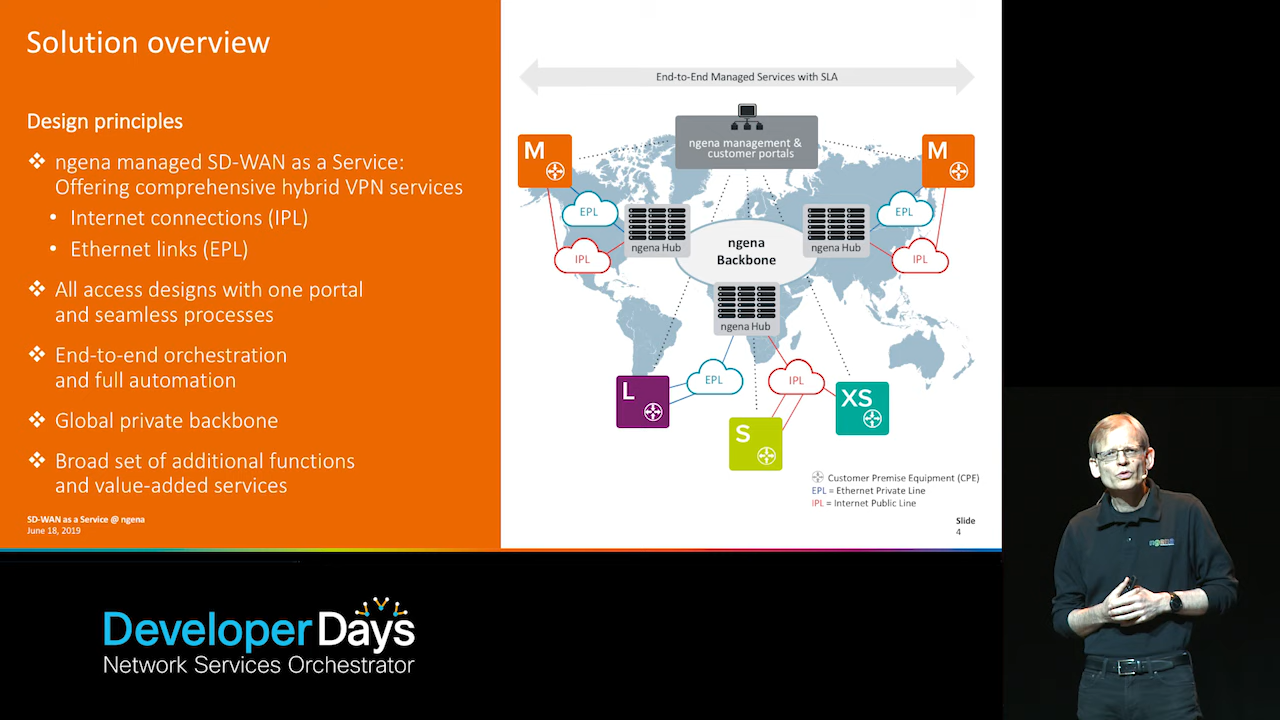 Solution overview
Design principles
ngena managed SD-WAN as a Service:
Offering comprehensive hybrid VPN services
Internet connections (IPL)
Ethernet links (EPL)
All access designs with one portal
and seamless processes
End-to-end orchestration
and full automation
Global private backbone
Broad set of additional functions
and value-added services
SD-WAN as a Service @ ngena
June 18, 2019
End-to-End Managed Services with SLA
ngena management &
customer portals
M
M
EPL
EPL
ngena Hub
ngena Hub
IPL
IPL
ngena
Backbone
ngena Hub
EPL
IPL
L
XS
S
Customer Premise Equipment (CPE)
EPL = Ethernet Private Line
IPL = Internet Public Line
Slide
4
ngena
DeveloperDays
Network Services Orchestrator